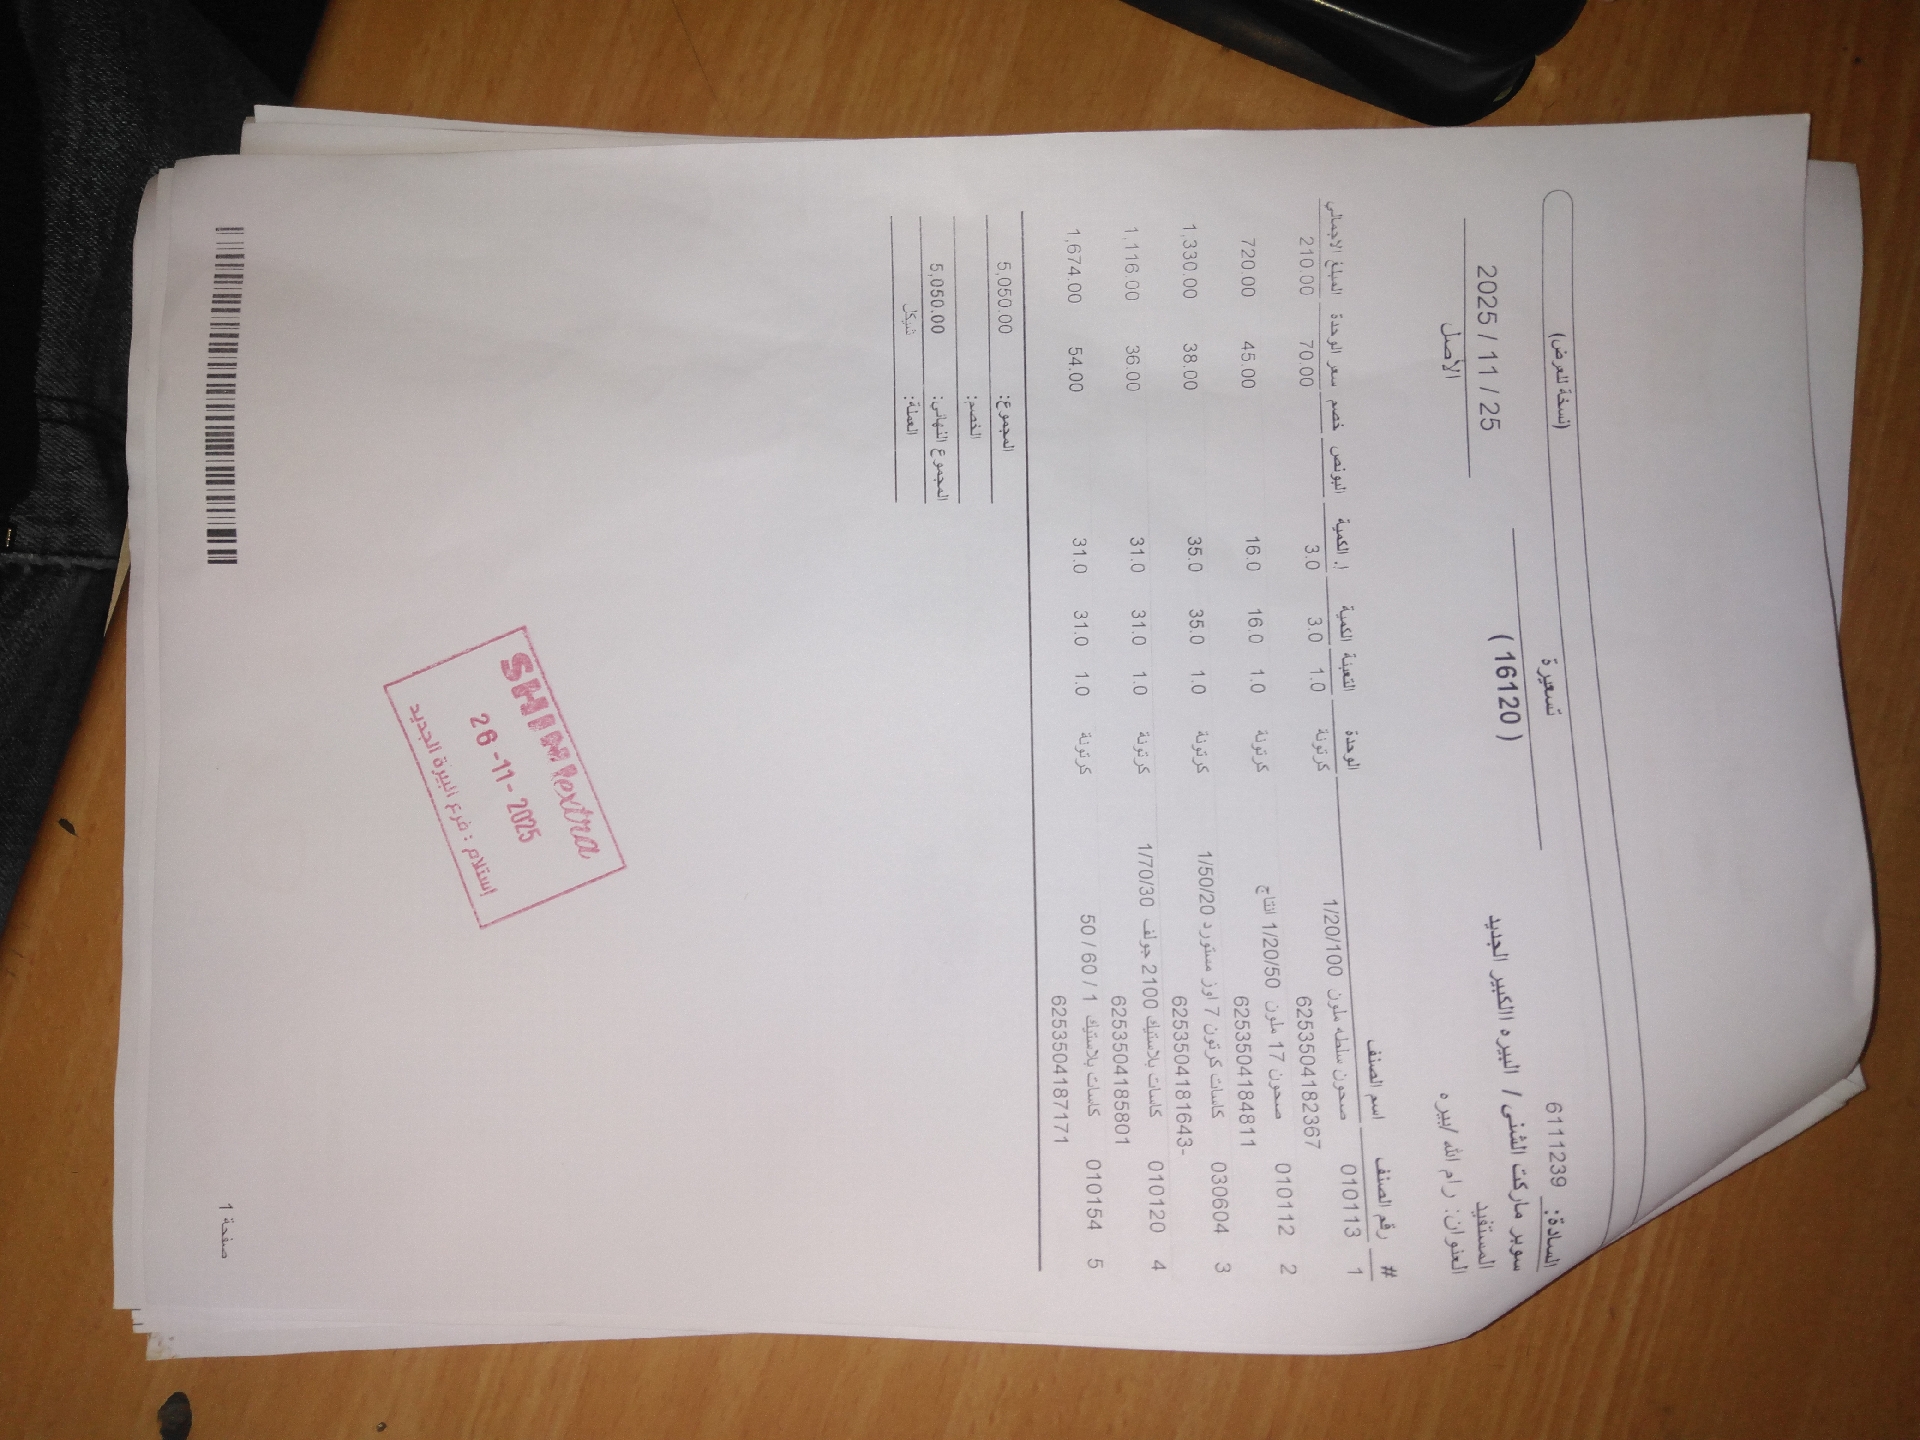 (نسخة للعرض)
تسعيرة
( 16120 )
2025 / 11 / 25
الأصل
السادة: 6111239
سوبر ماركت الشني / البيره االكبير الجديد
المستفيد
العنوان: رام الله /بيره
# رقم الصنف اسم الصنف الوحدة التعبئة الكمية ا. الكمية البونص خصم سعر الوحدة المبلغ الاجمالي
1 010113 صحون سلطه ملون 1/20/100 كرتونة 1.0 3.0 3.0 70.00 210.00
6253504182367
2 010112 صحون 17 ملون 1/20/50 انتاج كرتونة 1.0 16.0 16.0 45.00 720.00
6253504184811
3 030604 كاسات كرتون 7 اوز مستورد 1/50/20 كرتونة 1.0 35.0 35.0 38.00 1,330.00
6253504181643-
4 010120 كاسات بلاستيك 2100 جولف 1/70/30 كرتونة 1.0 31.0 31.0 36.00 1,116.00
6253504185801
5 010154 كاسات بلاستيك 1 / 60 / 50 كرتونة 1.0 31.0 31.0 54.00 1,674.00
6253504187171
المجموع: 5,050.00
الخصم:
المجموع النهائي: 5,050.00
العملة: شيكل
SHINIextra
26-11-2025
إستلام : فرع البيرة الجديد
صفحة 1